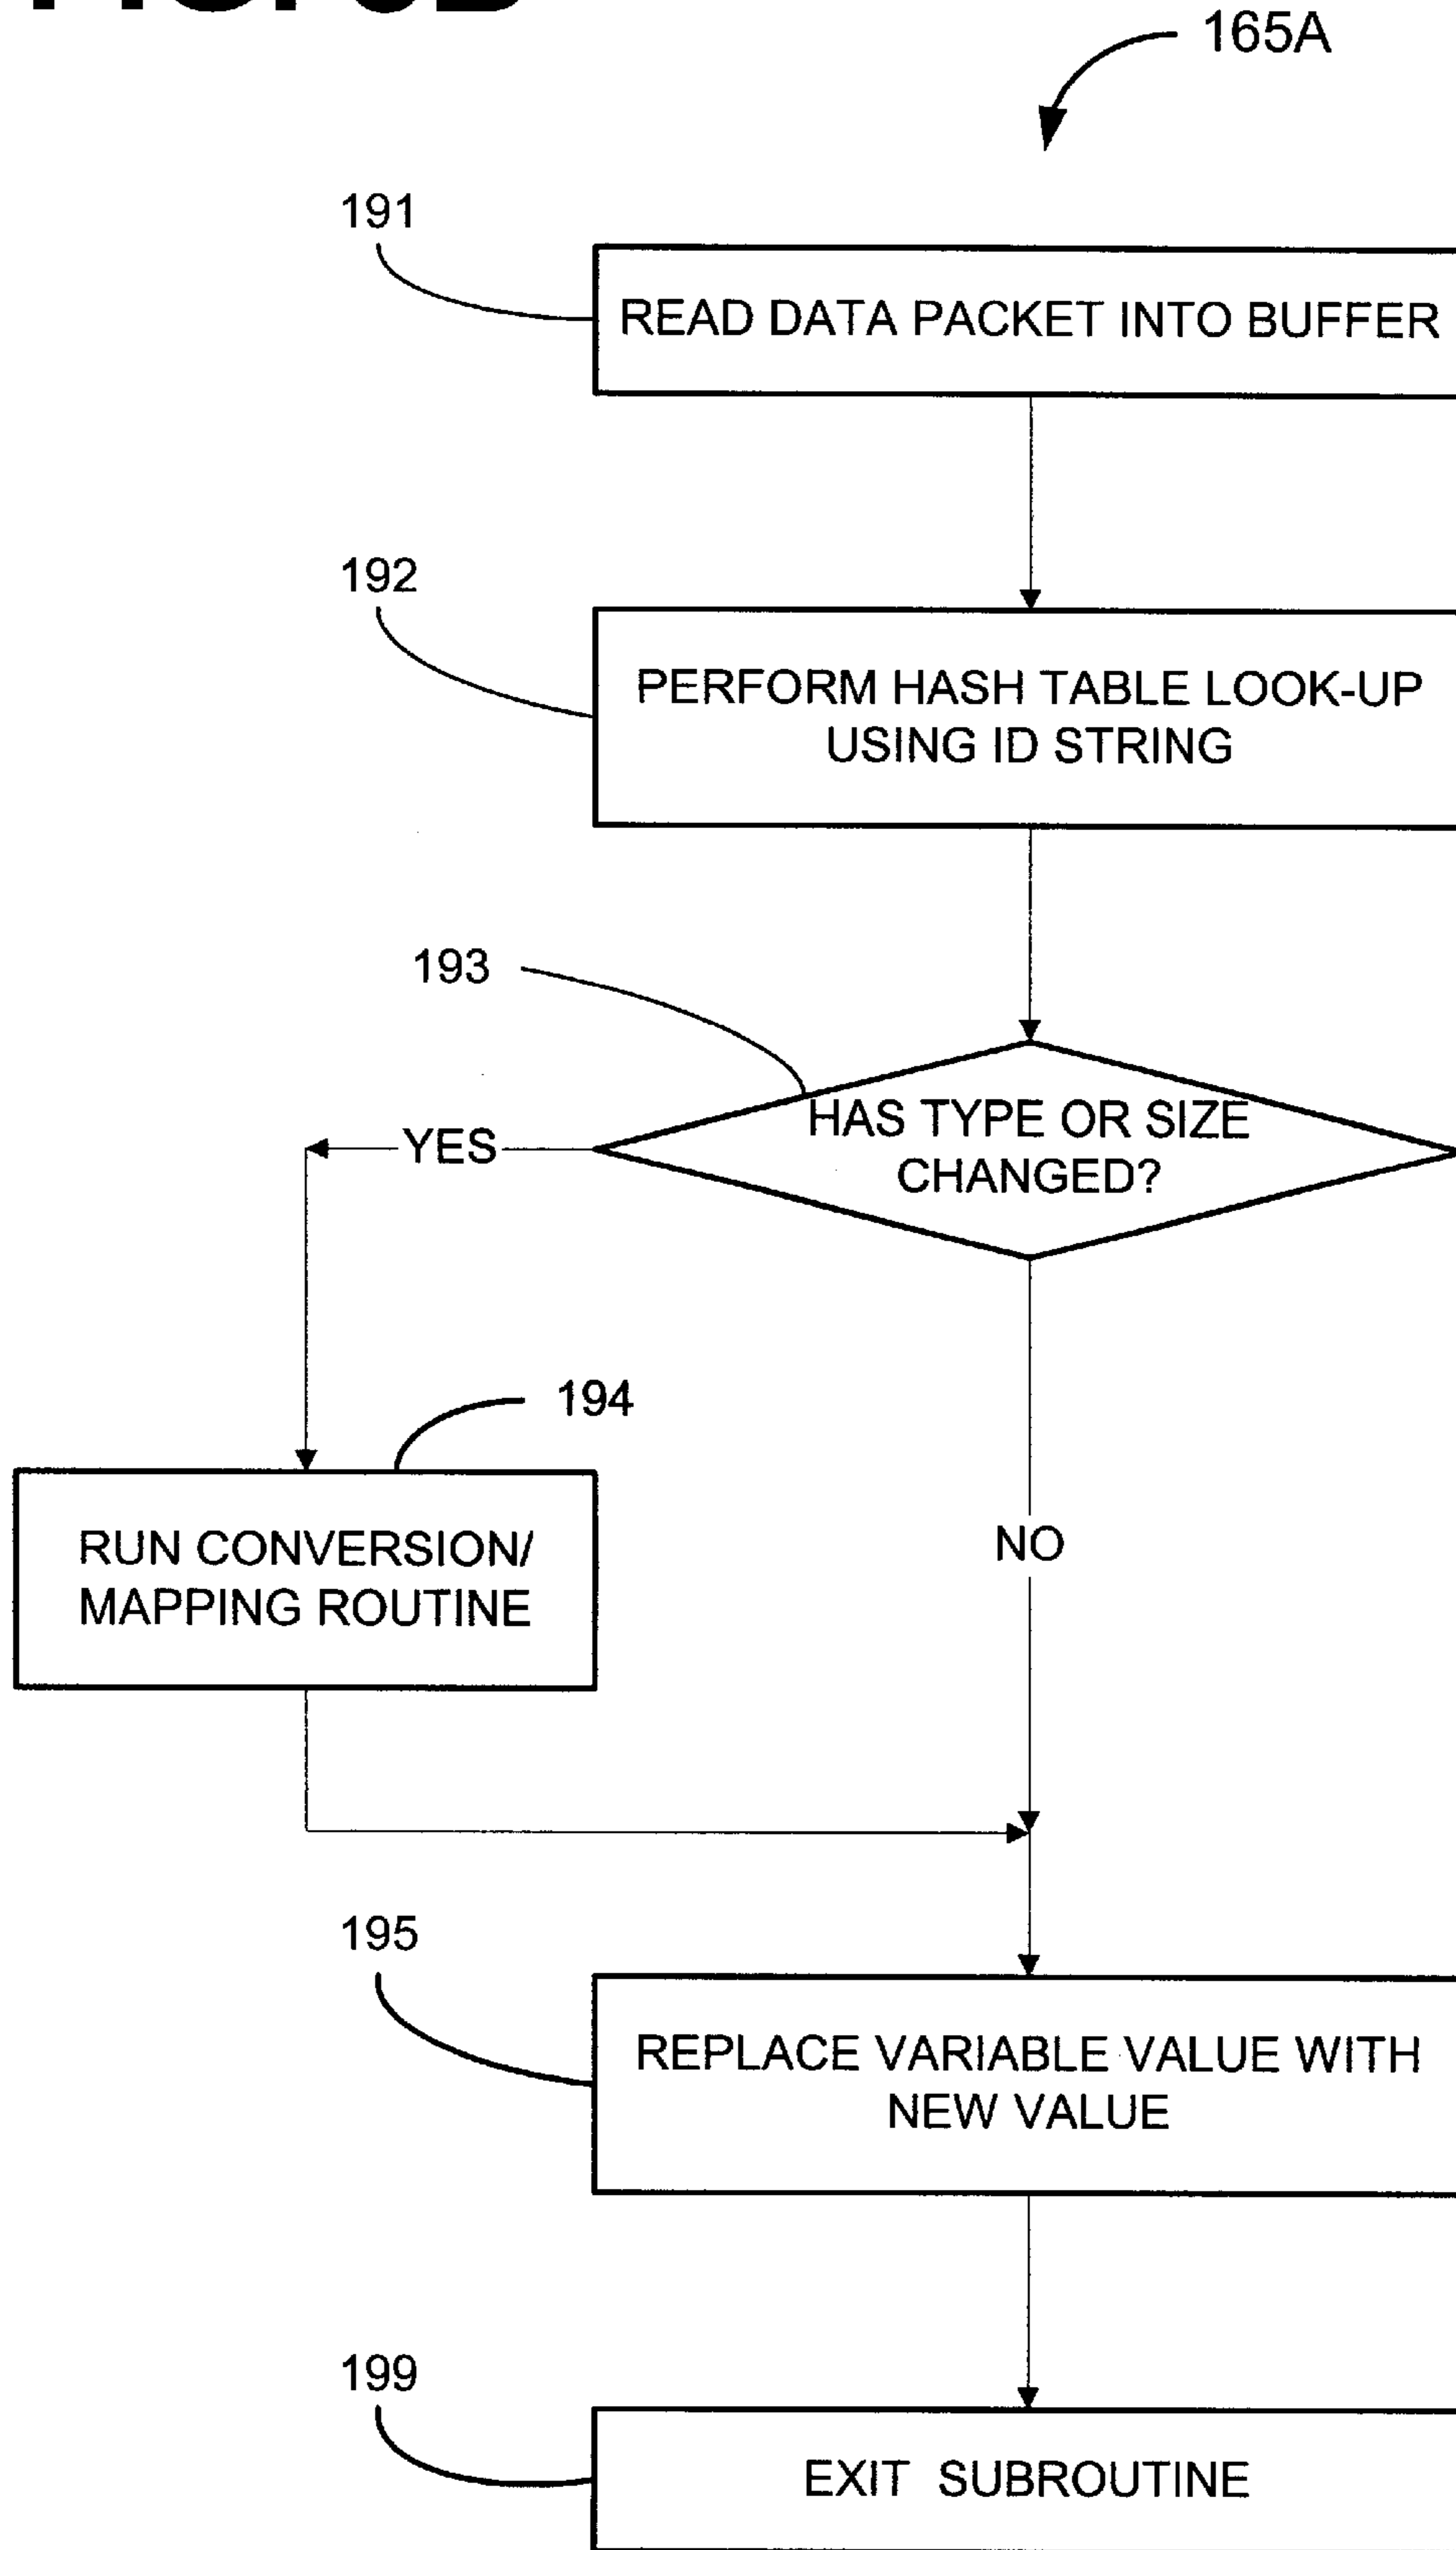 165A
191
READ DATA PACKET INTO BUFFER
192
PERFORM HASH TABLE LOOK-UP
USING ID STRING
193
HAS TYPE OR SIZE
CHANGED?
YES
194
RUN CONVERSION/
MAPPING ROUTINE
NO
195
REPLACE VARIABLE VALUE WITH
NEW VALUE
199
EXIT SUBROUTINE